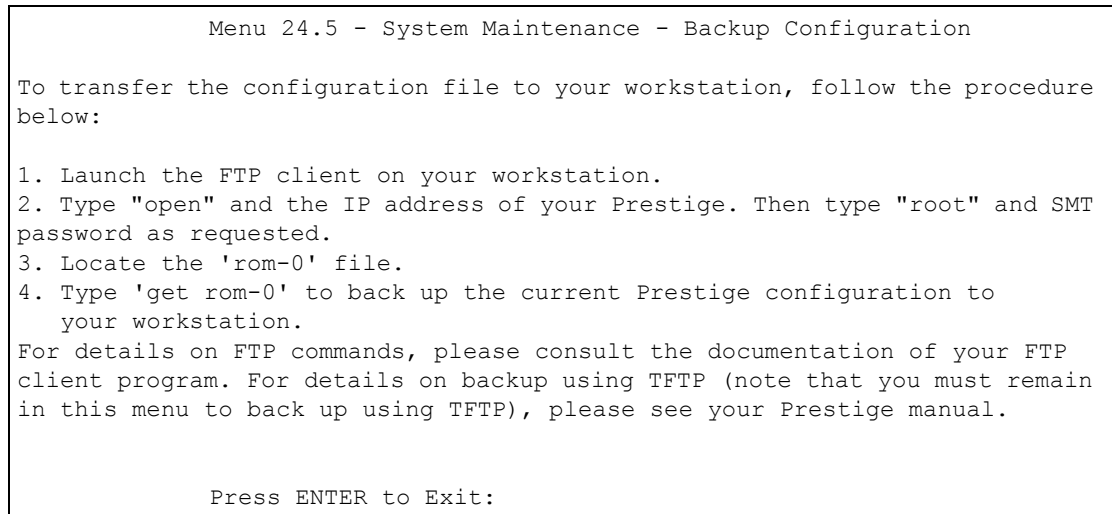 Menu 24.5 - System Maintenance - Backup Configuration
To transfer the configuration file to your workstation, follow the procedure
below:
1. Launch the FTP client on your workstation.
2. Type "open" and the IP address of your Prestige. Then type "root" and SMT
password as requested.
3. Locate the 'rom-0' file.
4. Type 'get rom-0' to back up the current Prestige configuration to
your workstation.
For details on FTP commands, please consult the documentation of your FTP
client program. For details on backup using TFTP (note that you must remain
in this menu to back up using TFTP), please see your Prestige manual.
Press ENTER to Exit: